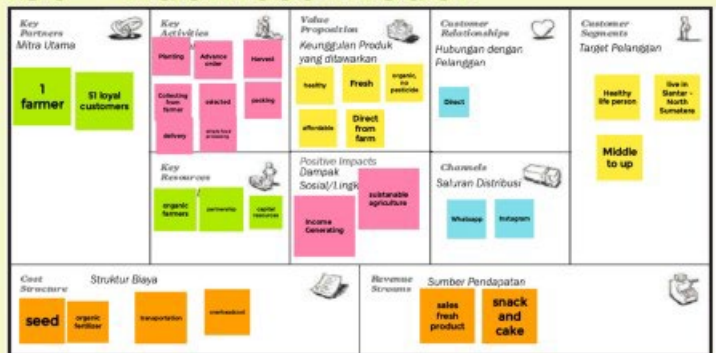 Key
Partners
Mitra Utama
1
farmer
51 loyal
customers
Key
Activities
Planting
Advance
order
Harvest
Collecting
from
farmer
selected
packing
delivery
simple food
processing
Key
Resources
organic
farmers
partnership
capital
resources
Value
Proposition
Keunggulan Produk
yang ditawarkan
healthy
Fresh
organic,
no
pesticide
affordable
Direct
from
farm
Positive Impacts
Dampak
Sosial/Lingk
Income
Generating
sustanable
agriculture
Customer
Relationships
Hubungan dengan
Pelanggan
Direct
Channels
Saluran Distribusi
Whatsapp
Instagram
Customer
Segments
Target Pelanggan
Healthy
life person
live in
Siantar -
North
Sumatera
Middle
to up
Cost
Structure
Struktur Biaya
seed
organic
fertilizer
transportation
overheadcost
Revenue
Streams
Sumber Pendapatan
sales
fresh
product
snack
and
cake